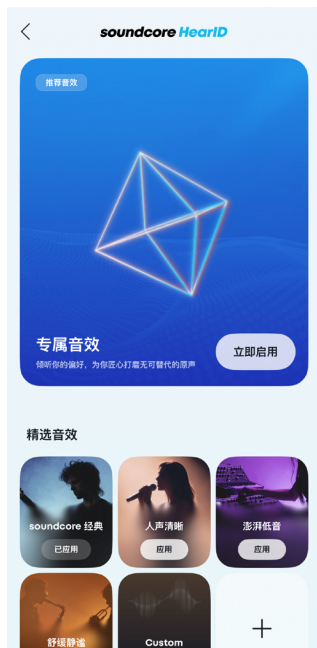 soundcore HearID
推荐音效
专属音效
倾听你的偏好，为你匠心打磨无可替代的原声
立即启用
精选音效
soundcore 经典
人声清晰
澎湃低音
已应用
应用
应用
舒缓静谧
Custom